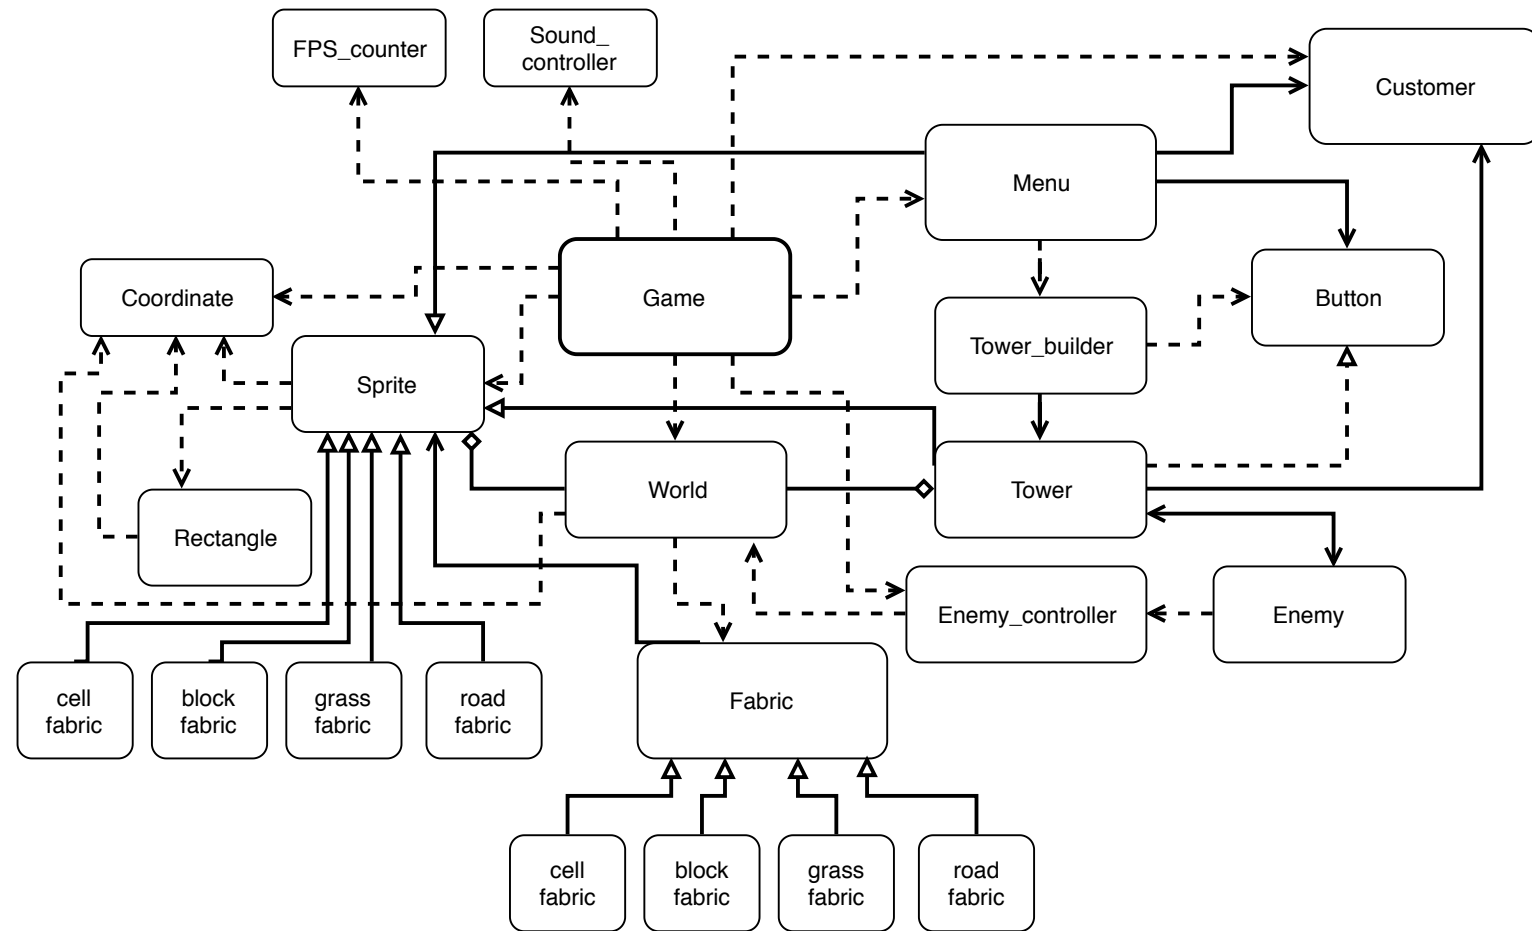 FPS_counter
Sound_
controller
Customer
Menu
Coordinate
Game
Button
Tower_builder
Sprite
World
Tower
Rectangle
Enemy_controller
Enemy
cell
fabric
block
fabric
grass
fabric
road
fabric
Fabric
cell
fabric
block
fabric
grass
fabric
road
fabric